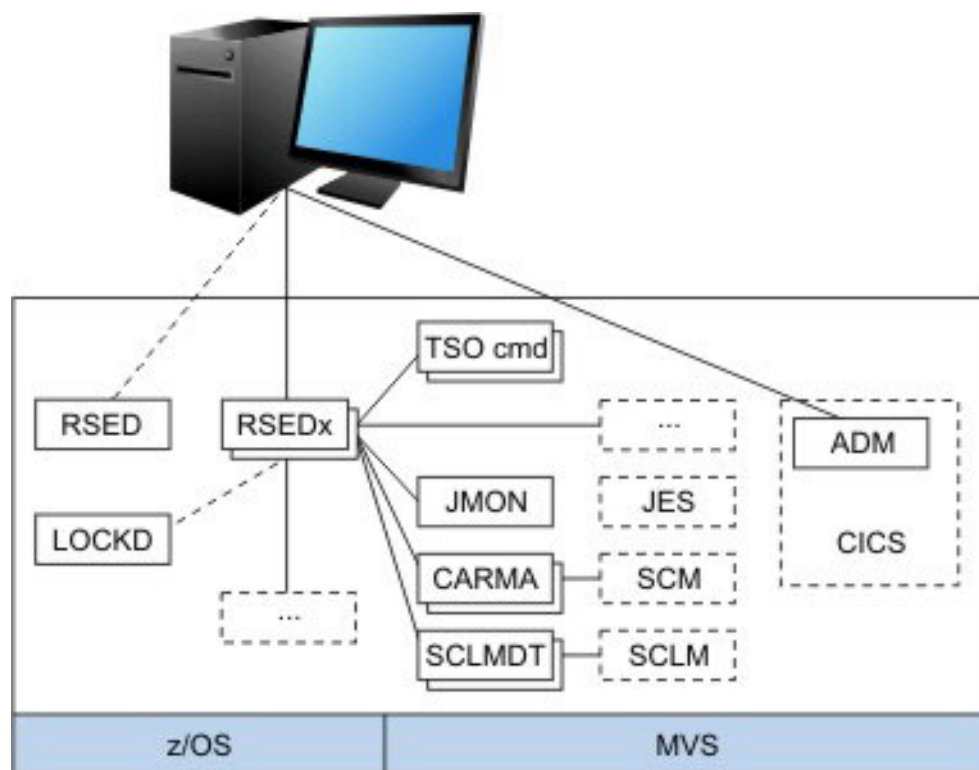 TSO cmd
RSED
RSEDx
...
ADM
JMON
JES
LOCKD
CICS
CARMA
SCM
...
SCLMDT
SCLM
z/OS
MVS